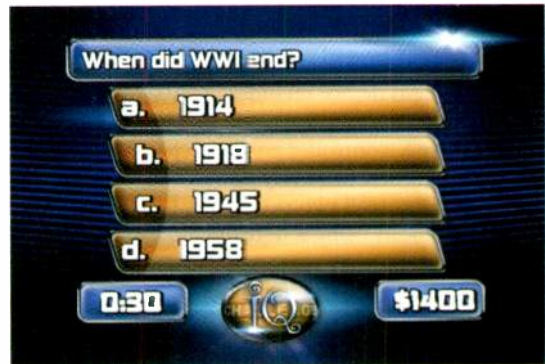 When did WWI end?
a. 1914
b. 1918
c. 1945
d. 1958
0:30
IQ
$1400